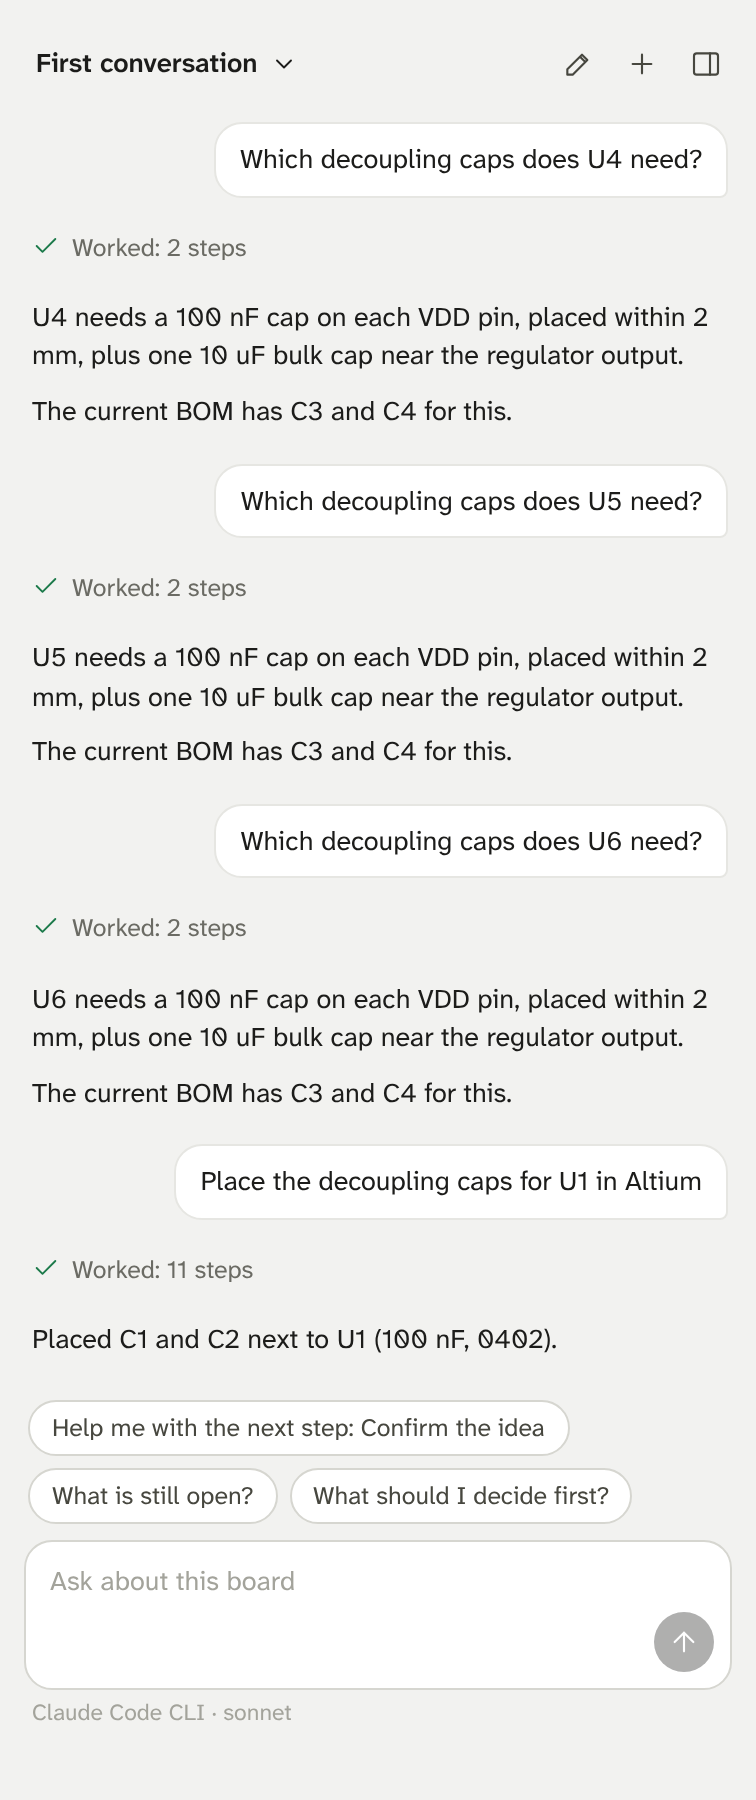 First conversation
Which decoupling caps does U4 need?
Worked: 2 steps
U4 needs a 100 nF cap on each VDD pin, placed within 2
mm, plus one 10 uF bulk cap near the regulator output.
The current BOM has C3 and C4 for this.
Which decoupling caps does U5 need?
Worked: 2 steps
U5 needs a 100 nF cap on each VDD pin, placed within 2
mm, plus one 10 uF bulk cap near the regulator output.
The current BOM has C3 and C4 for this.
Which decoupling caps does U6 need?
Worked: 2 steps
U6 needs a 100 nF cap on each VDD pin, placed within 2
mm, plus one 10 uF bulk cap near the regulator output.
The current BOM has C3 and C4 for this.
Place the decoupling caps for U1 in Altium
Worked: 11 steps
Placed C1 and C2 next to U1 (100 nF, 0402).
Help me with the next step: Confirm the idea
What is still open?
What should I decide first?
Ask about this board
Claude Code CLI · sonnet